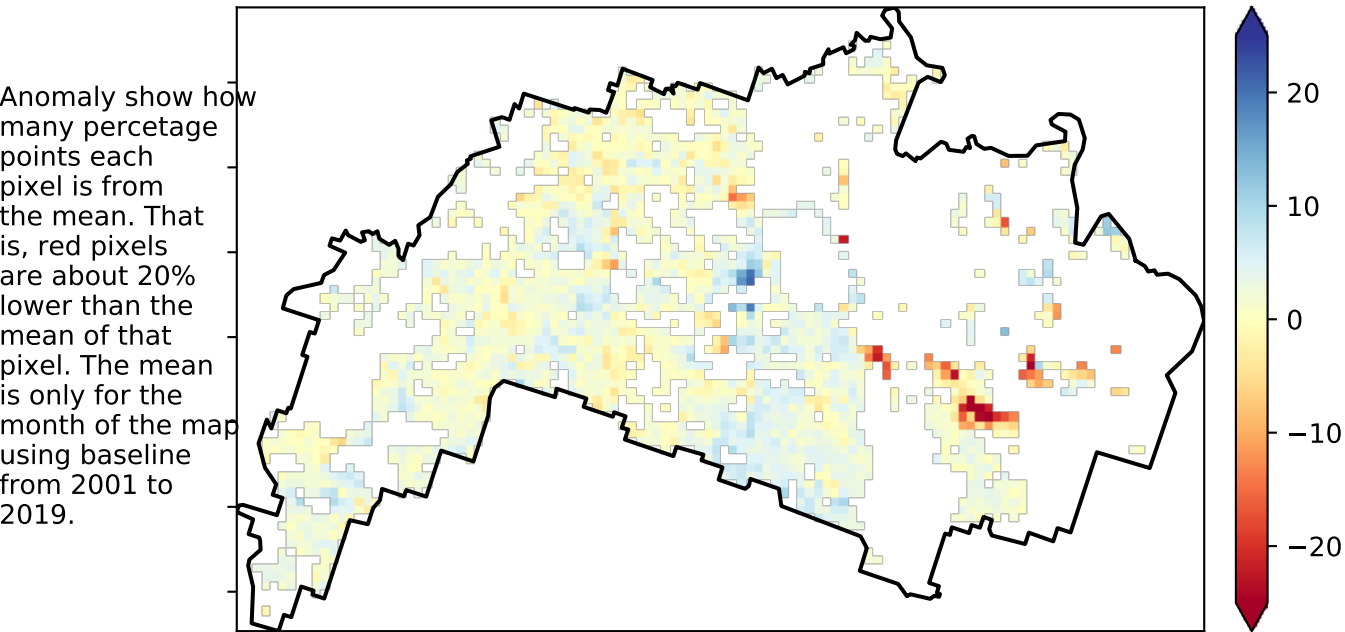 Anomaly show how
many percetage
points each
pixel is from
the mean. That
is, red pixels
are about 20%
lower than the
mean of that
pixel. The mean
is only for the
month of the map
using baseline
from 2001 to
2019.
20
10
0
−10
−20